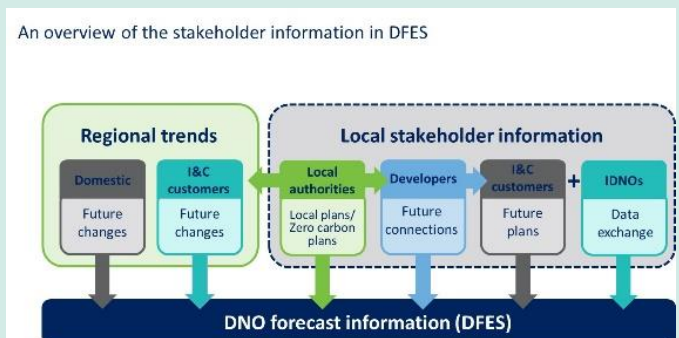 An overview of the stakeholder information in DFES
Regional trends
Domestic
Future
changes
I&C
customers
Future
changes
Local stakeholder information
Local
authorities
Local plans/
Zero carbon
plans
Developers
Future
connections
I&C
customers
Future
plans
+
IDNOs
Data
exchange
DNO forecast information (DFES)